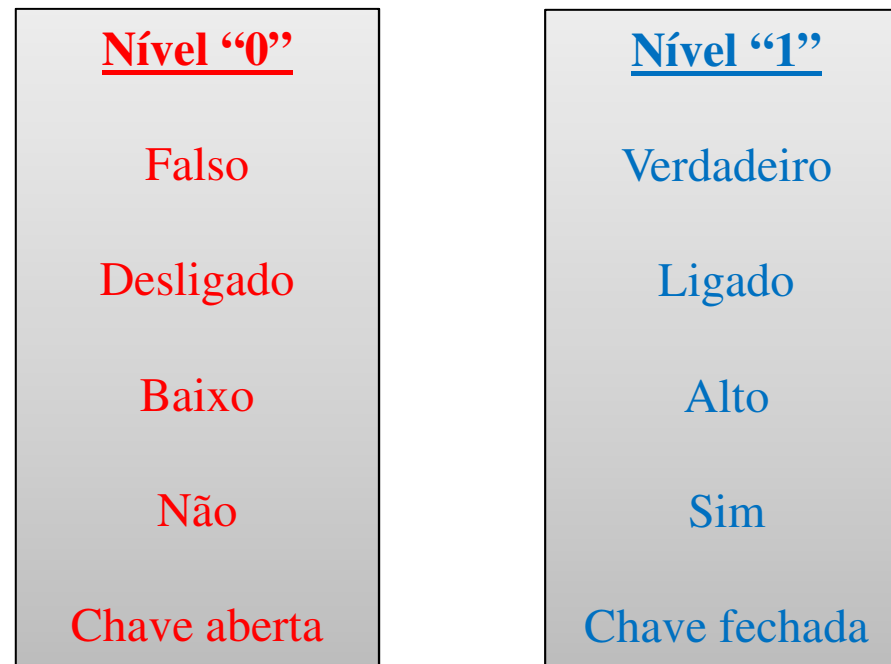 Nível “0”
Falso
Desligado
Baixo
Não
Chave aberta
Nível “1”
Verdadeiro
Ligado
Alto
Sim
Chave fechada